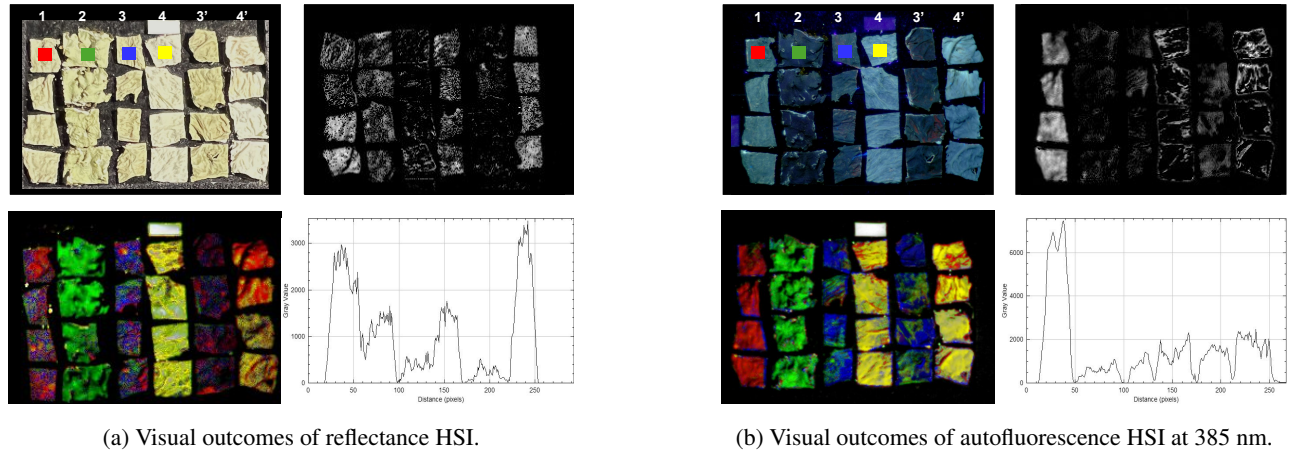 1 2 3 4 3' 4'
3000
2000
1000
0
Gray Value
0 50 100 150 200 250
Distance (pixels)
(a) Visual outcomes of reflectance HSI.
1 2 3 4 3' 4'
6000
4000
2000
0
Gray Value
0 50 100 150 200 250
Distance (pixels)
(b) Visual outcomes of autofluorescence HSI at 385 nm.